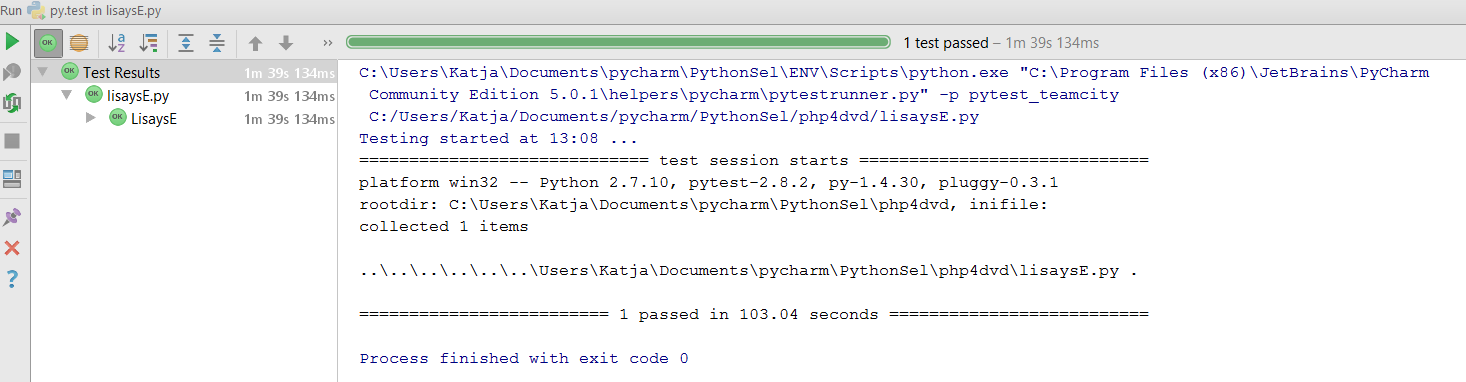 Run py.test in lisaysE.py
OK
1 test passed – 1m 39s 134ms
OK Test Results 1m 39s 134ms
OK lisaysE.py 1m 39s 134ms
OK LisaysE 1m 39s 134ms
C:\Users\Katja\Documents\pycharm\PythonSel\ENV\Scripts\python.exe "C:\Program Files (x86)\JetBrains\PyCharm
Community Edition 5.0.1\helpers\pycharm\pytestrunner.py" -p pytest_teamcity
C:/Users/Katja/Documents/pycharm/PythonSel/php4dvd/lisaysE.py
Testing started at 13:08 ...
============================= test session starts =============================
platform win32 -- Python 2.7.10, pytest-2.8.2, py-1.4.30, pluggy-0.3.1
rootdir: C:\Users\Katja\Documents\pycharm\PythonSel\php4dvd, inifile:
collected 1 items
..\..\..\..\..\..\Users\Katja\Documents\pycharm\PythonSel\php4dvd\lisaysE.py .
========================= 1 passed in 103.04 seconds ==========================
Process finished with exit code 0